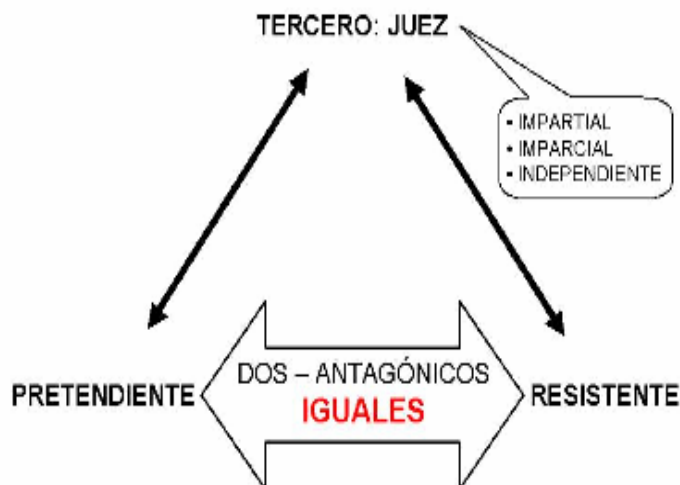 TERCERO: JUEZ
▪ IMPARTIAL
▪ IMPARCIAL
▪ INDEPENDIENTE
PRETENDIENTE
DOS – ANTAGÓNICOS
IGUALES
RESISTENTE